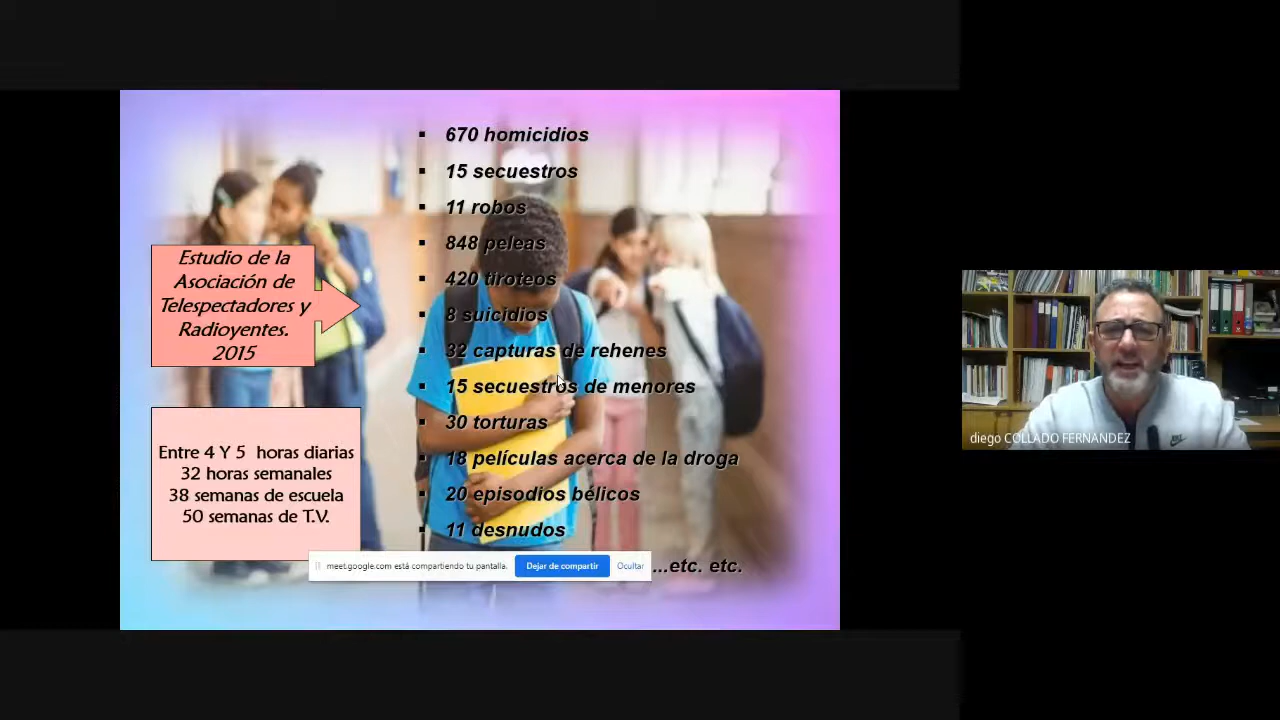 670 homicidios
15 secuestros
11 robos
848 peleas
420 tiroteos
8 suicidios
32 capturas de rehenes
15 secuestros de menores
30 torturas
18 películas acerca de la droga
20 episodios bélicos
11 desnudos
...etc. etc.
Estudio de la
Asociación de
Telespectadores y
Radioyentes.
2015
Entre 4 Y 5 horas diarias
32 horas semanales
38 semanas de escuela
50 semanas de T.V.
meet.google.com está compartiendo tu pantalla.
Dejar de compartir
Ocultar
diego COLLADO FERNANDEZ